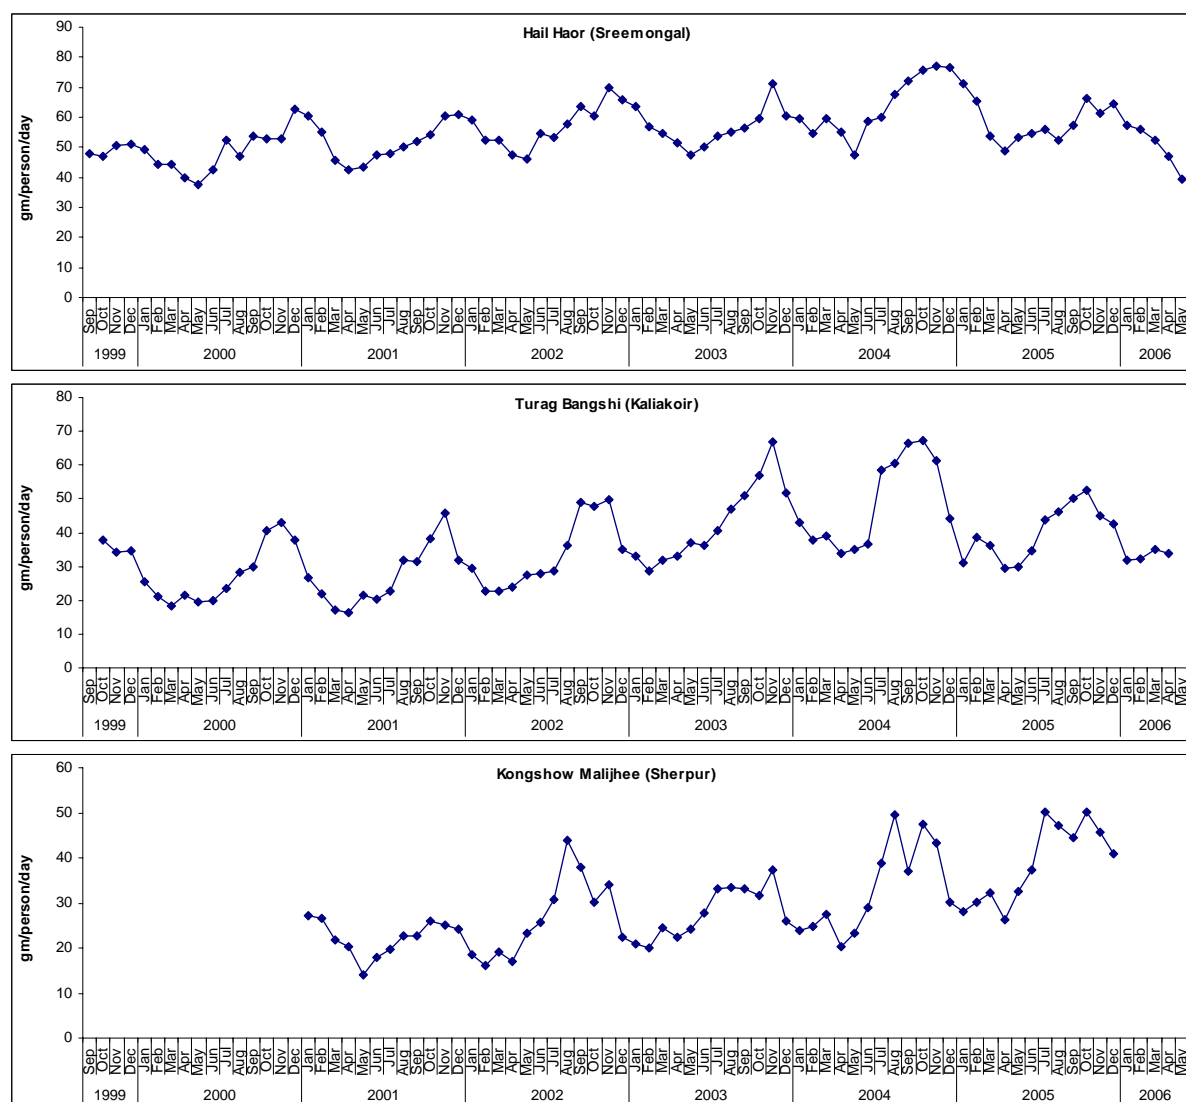 Hail Haor (Sreemongal)
gm/person/day
90
80
70
60
50
40
30
20
10
0
Sep Oct Nov Dec Jan Feb Mar Apr May Jun Jul Aug Sep Oct Nov Dec Jan Feb Mar Apr May Jun Jul Aug Sep Oct Nov Dec Jan Feb Mar Apr May Jun Jul Aug Sep Oct Nov Dec Jan Feb Mar Apr May Jun Jul Aug Sep Oct Nov Dec Jan Feb Mar Apr May Jun Jul Aug Sep Oct Nov Dec Jan Feb Mar Apr May Jun Jul Aug Sep Oct Nov Dec Jan Feb Mar Apr May
1999 2000 2001 2002 2003 2004 2005 2006
Turag Bangshi (Kaliakoir)
gm/person/day
80
70
60
50
40
30
20
10
0
Sep Oct Nov Dec Jan Feb Mar Apr May Jun Jul Aug Sep Oct Nov Dec Jan Feb Mar Apr May Jun Jul Aug Sep Oct Nov Dec Jan Feb Mar Apr May Jun Jul Aug Sep Oct Nov Dec Jan Feb Mar Apr May Jun Jul Aug Sep Oct Nov Dec Jan Feb Mar Apr May Jun Jul Aug Sep Oct Nov Dec Jan Feb Mar Apr May Jun Jul Aug Sep Oct Nov Dec Jan Feb Mar Apr May
1999 2000 2001 2002 2003 2004 2005 2006
Kongshow Malijhee (Sherpur)
gm/person/day
60
50
40
30
20
10
0
Sep Oct Nov Dec Jan Feb Mar Apr May Jun Jul Aug Sep Oct Nov Dec Jan Feb Mar Apr May Jun Jul Aug Sep Oct Nov Dec Jan Feb Mar Apr May Jun Jul Aug Sep Oct Nov Dec Jan Feb Mar Apr May Jun Jul Aug Sep Oct Nov Dec Jan Feb Mar Apr May Jun Jul Aug Sep Oct Nov Dec Jan Feb Mar Apr May Jun Jul Aug Sep Oct Nov Dec Jan Feb Mar Apr May
1999 2000 2001 2002 2003 2004 2005 2006